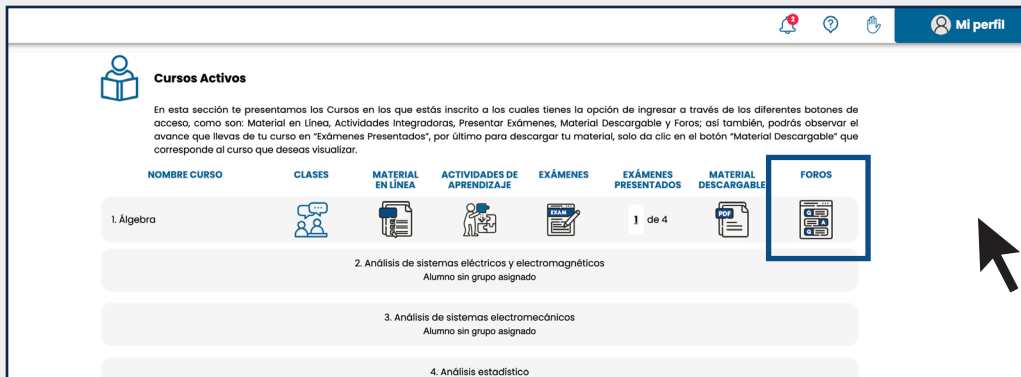 2
Mi perfil
Cursos Activos
En esta sección te presentamos los Cursos en los que estás inscrito a los cuales tienes la opción de ingresar a través de los diferentes botones de
acceso, como son: Material en Línea, Actividades Integradoras, Presentar Exámenes, Material Descargable y Foros; así también, podrás observar el
avance que llevas de tu curso en "Exámenes Presentados", por último para descargar tu material, solo da clic en el botón "Material Descargable" que
corresponde al curso que deseas visualizar.
NOMBRE CURSO CLASES MATERIAL EN LÍNEA ACTIVIDADES DE APRENDIZAJE EXÁMENES EXÁMENES PRESENTADOS MATERIAL DESCARGABLE FOROS
1. Álgebra EXAM 1 de 4 PDF Q A Q
2. Análisis de sistemas eléctricos y electromagnéticos
Alumno sin grupo asignado
3. Análisis de sistemas electromecánicos
Alumno sin grupo asignado
4. Análisis estadístico